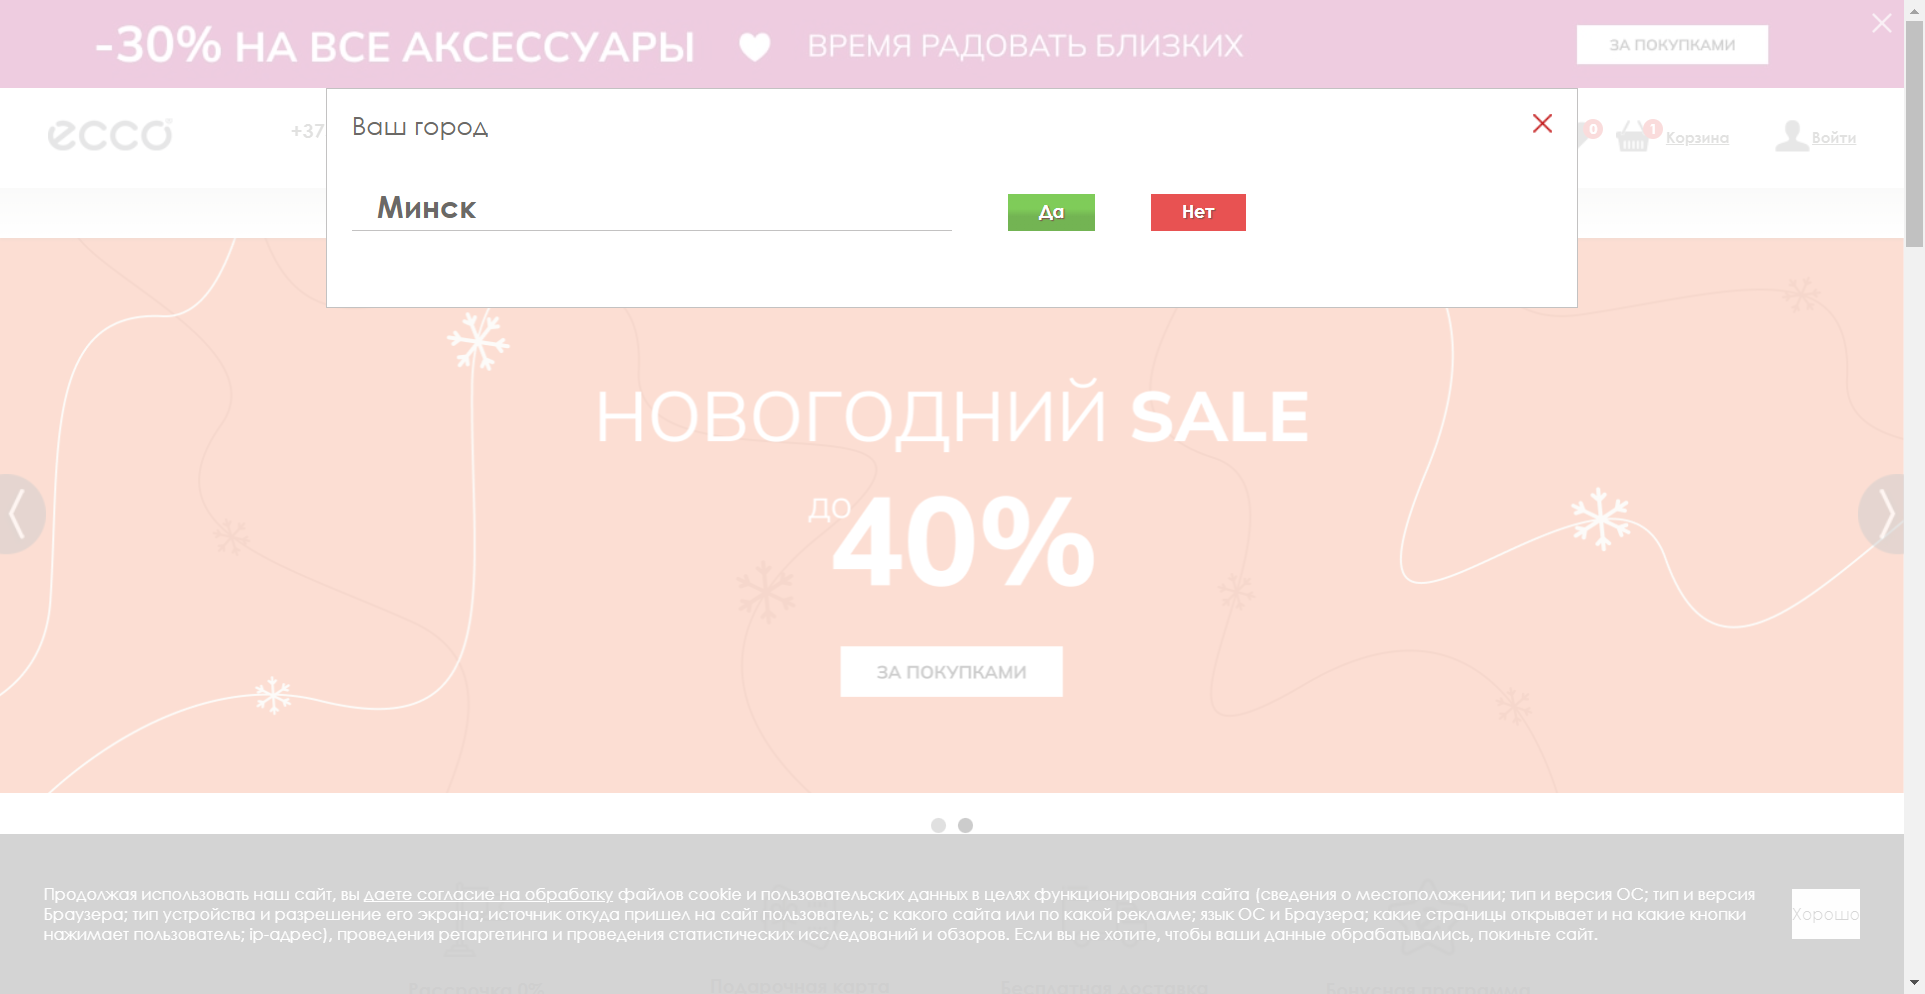 -30% НА ВСЕ АКСЕССУАРЫ ВРЕМЯ РАДОВАТЬ БЛИЗКИХ ЗА ПОКУПКАМИ
ecco
+37
Ваш город
0
1
Корзина
Войти
Минск
Да
Нет
НОВОГОДНИЙ SALE
ДО
40%
ЗА ПОКУПКАМИ
Продолжая использовать наш сайт, вы даете согласие на обработку файлов cookie и пользовательских данных в целях функционирования сайта (сведения о местоположении; тип и версия ОС; тип и версия
Браузера; тип устройства и разрешение его экрана; источник откуда пришел на сайт пользователь; с какого сайта или по какой рекламе; язык ОС и Браузера; какие страницы открывает и на какие кнопки
нажимает пользователь; ip-адрес), проведения ретаргетинга и проведения статистических исследований и обзоров. Если вы не хотите, чтобы ваши данные обрабатывались, покиньте сайт.
Хорошо
Рассрочка 0% Подарочная карта Бесплатная доставка Бонусная программа